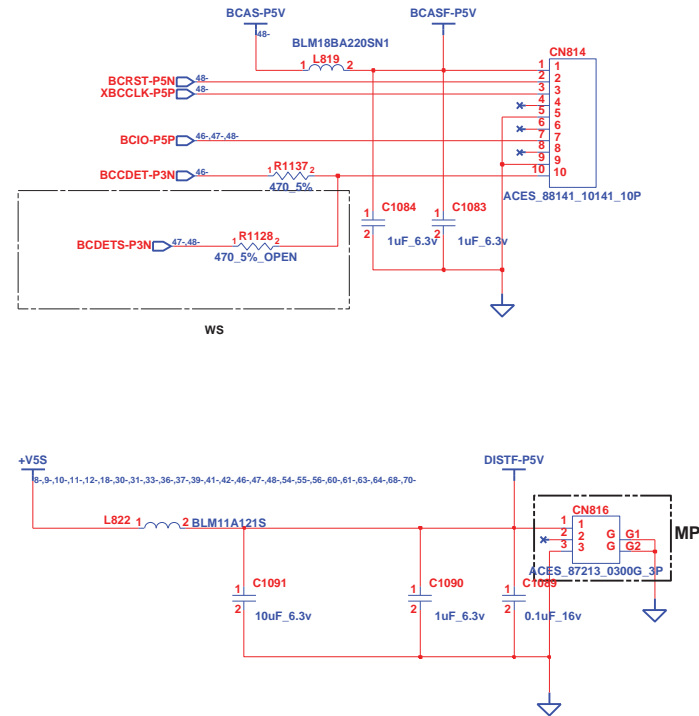 BCAS-P5V
BCASF-P5V
48-
BLM18BA220SN1
CN814
1 L819 2
1 1
BCRST-P5N 48-
2 2
XBCCLK-P5P 48-
3 3
4 4
5 5
6 6
BCIO-P5P 46-,47-,48-
7 7
8 8
9 9
BCCDET-P3N 46-
1 R1137 2
10 10
470_5%
ACES_88141_10141_10P
1 C1084
1 C1083
BCDETS-P3N 47-,48-
1 R1128 2
2 1uF_6.3v
2 1uF_6.3v
470_5%_OPEN
WS
+V5S
DISTF-P5V
8-,9-,10-,11-,12-,18-,30-,31-,33-,36-,37-,39-,41-,42-,46-,47-,48-,54-,55-,56-,60-,61-,63-,64-,68-,70-
CN816
L822 1 2 BLM11A121S
1 1
2 2 G G1
3 3 G G2
MP
ACES_87213_0300G_3P
1 C1091
1 C1090
1 C1089
2 10uF_6.3v
2 1uF_6.3v
2 0.1uF_16v